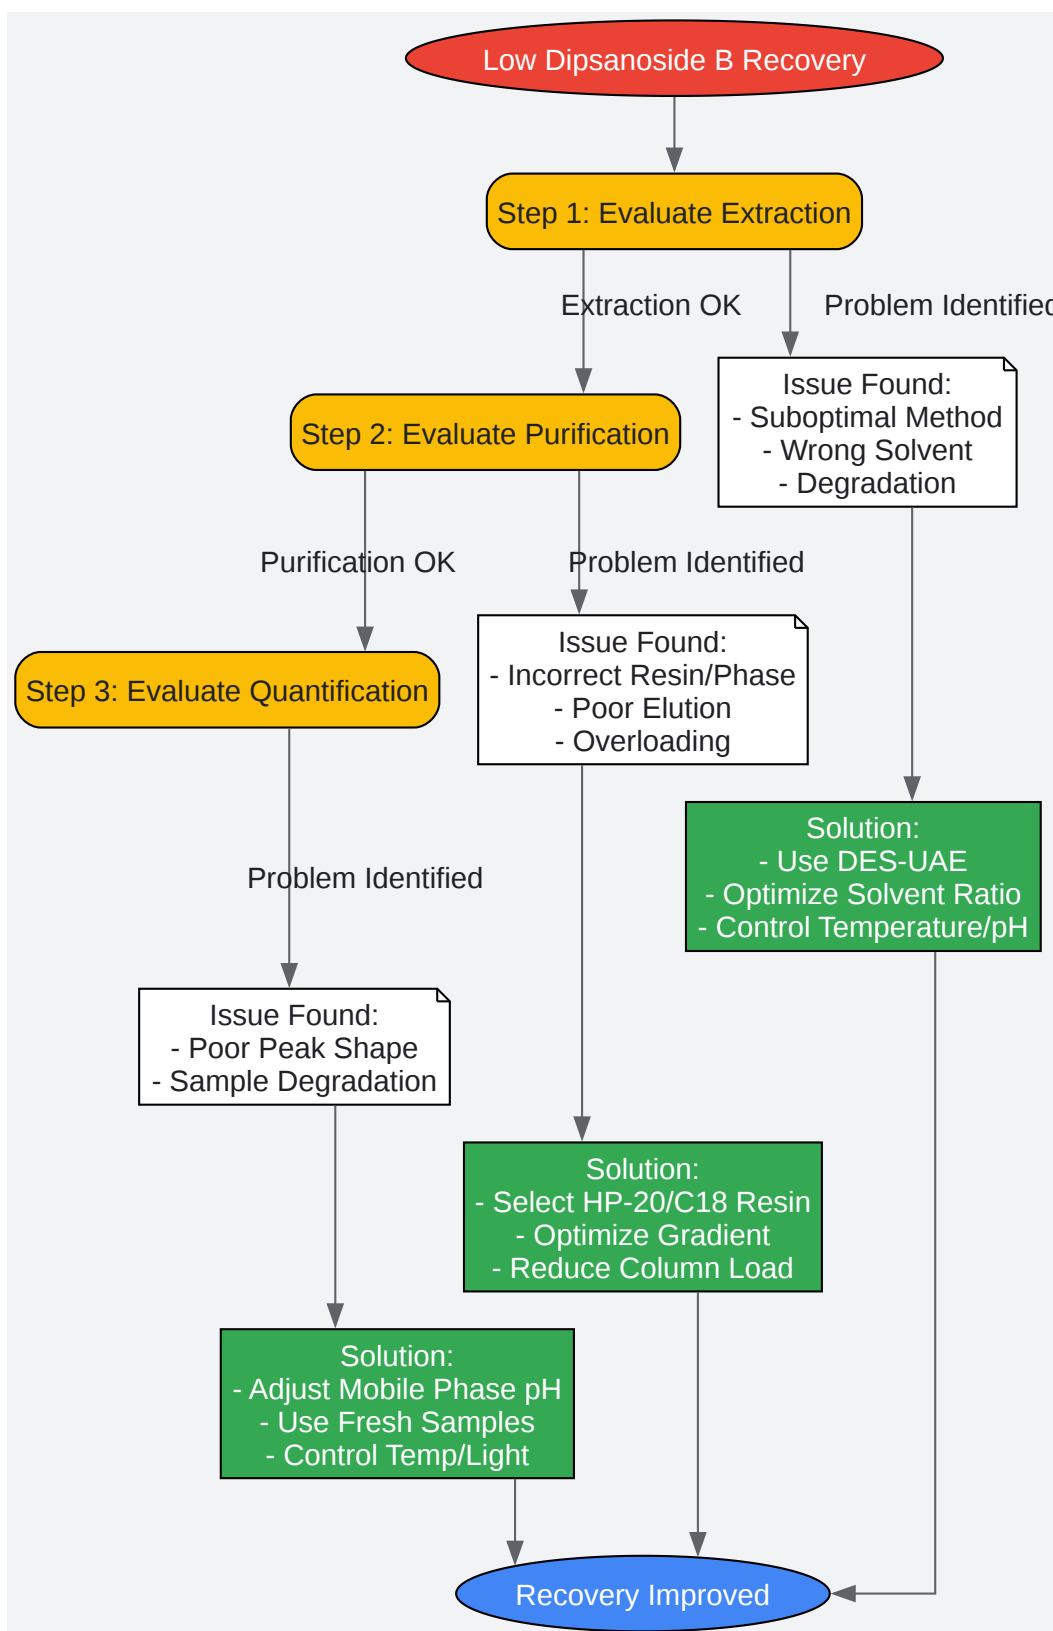 Low Dipsanoside B Recovery
Step 1: Evaluate Extraction
Extraction OK
Problem Identified
Issue Found:
- Suboptimal Method
- Wrong Solvent
- Degradation
Step 2: Evaluate Purification
Purification OK
Problem Identified
Issue Found:
- Incorrect Resin/Phase
- Poor Elution
- Overloading
Step 3: Evaluate Quantification
Solution:
- Use DES-UAE
- Optimize Solvent Ratio
- Control Temperature/pH
Problem Identified
Issue Found:
- Poor Peak Shape
- Sample Degradation
Solution:
- Select HP-20/C18 Resin
- Optimize Gradient
- Reduce Column Load
Solution:
- Adjust Mobile Phase pH
- Use Fresh Samples
- Control Temp/Light
Recovery Improved